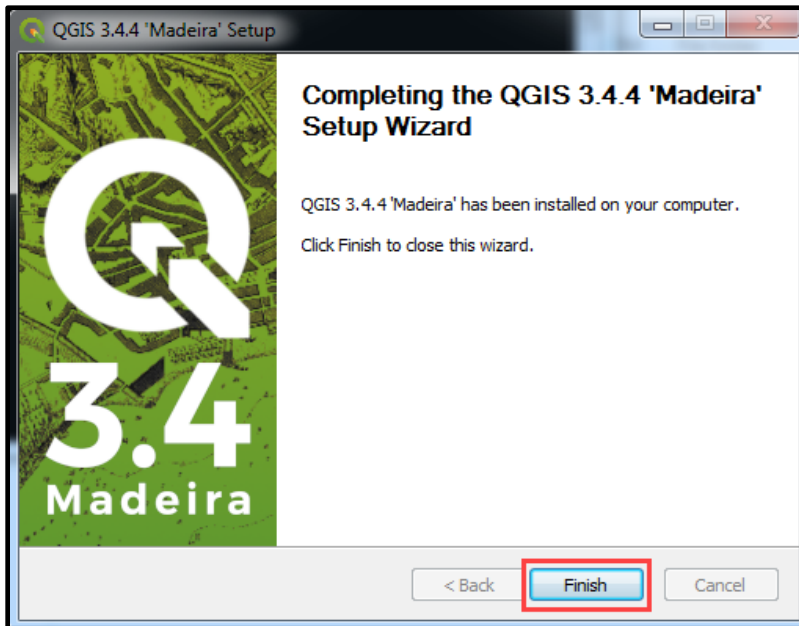 QGIS 3.4.4 'Madeira' Setup
Completing the QGIS 3.4.4 'Madeira'
Setup Wizard
QGIS 3.4.4 'Madeira' has been installed on your computer.
Click Finish to close this wizard.
3.4
Madeira
< Back
Finish
Cancel